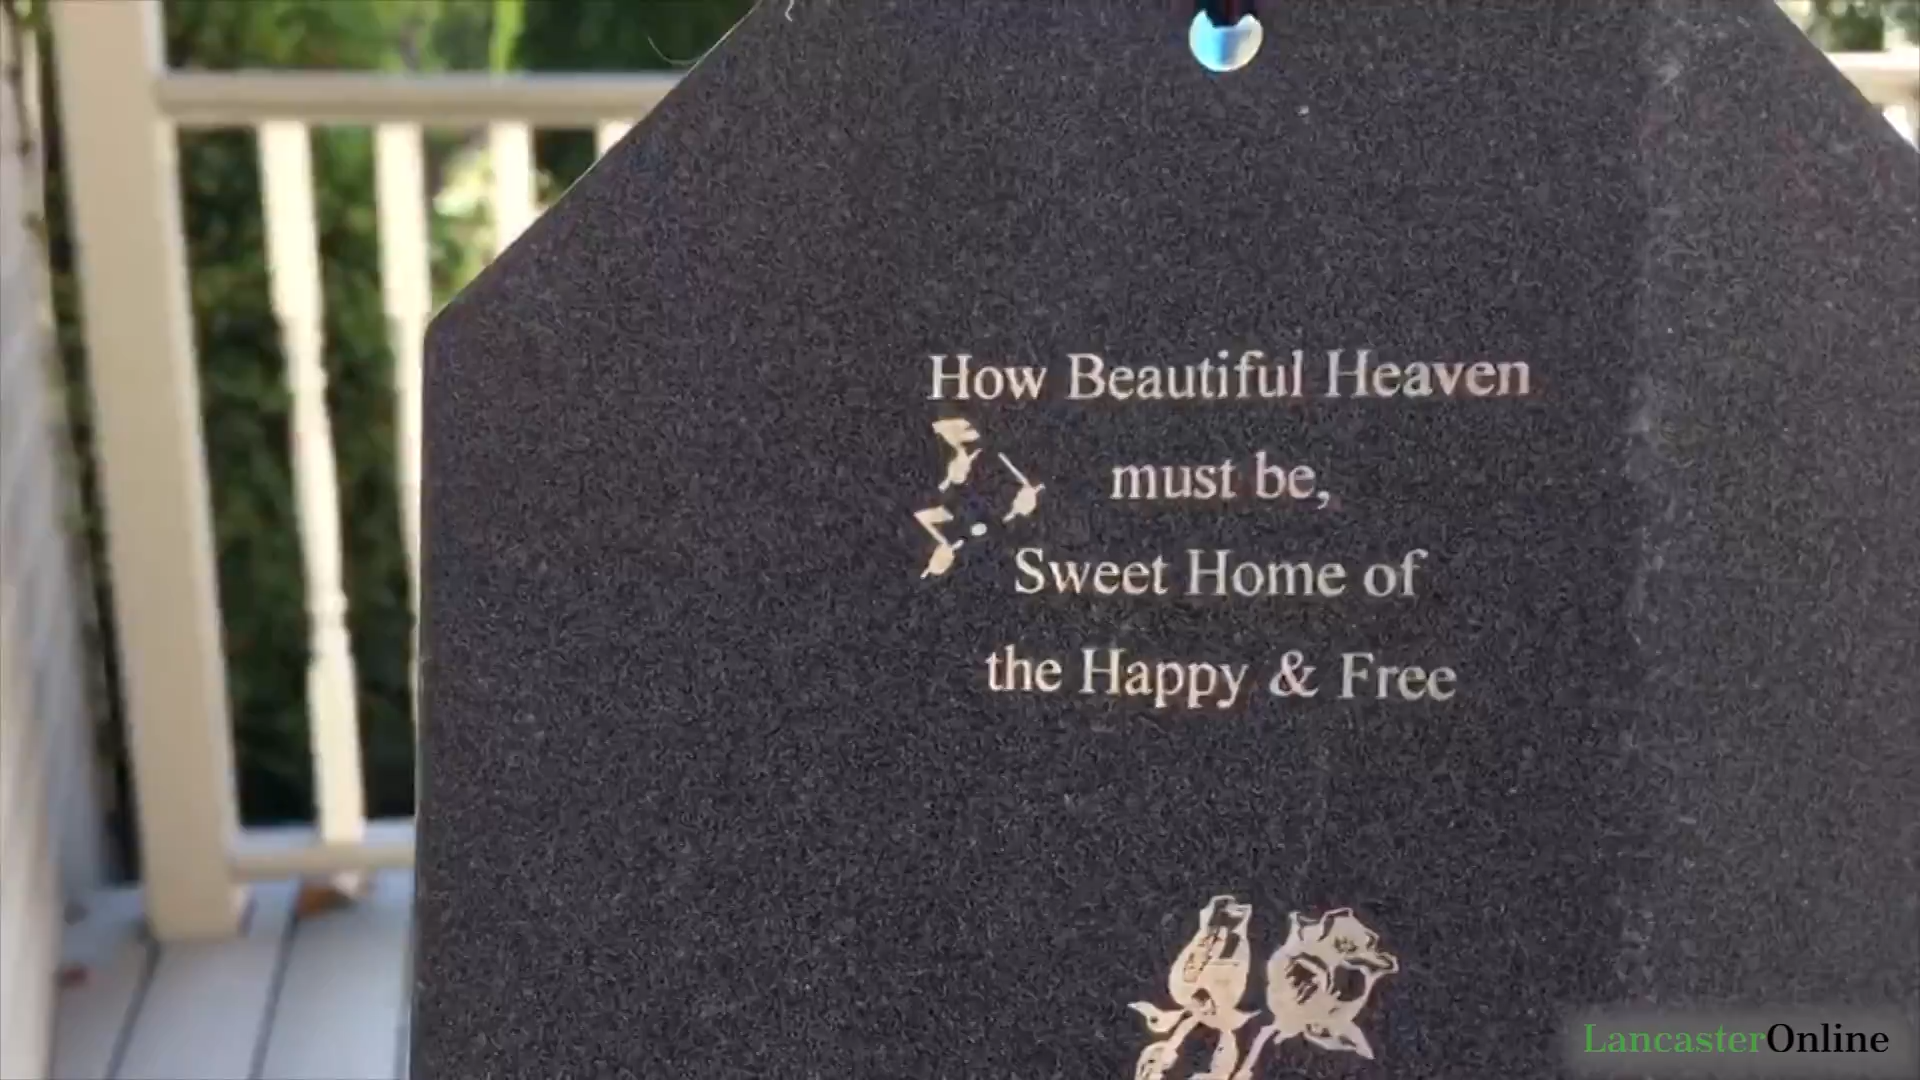 How Beautiful Heaven
must be,
Sweet Home of
the Happy & Free
LancasterOnline